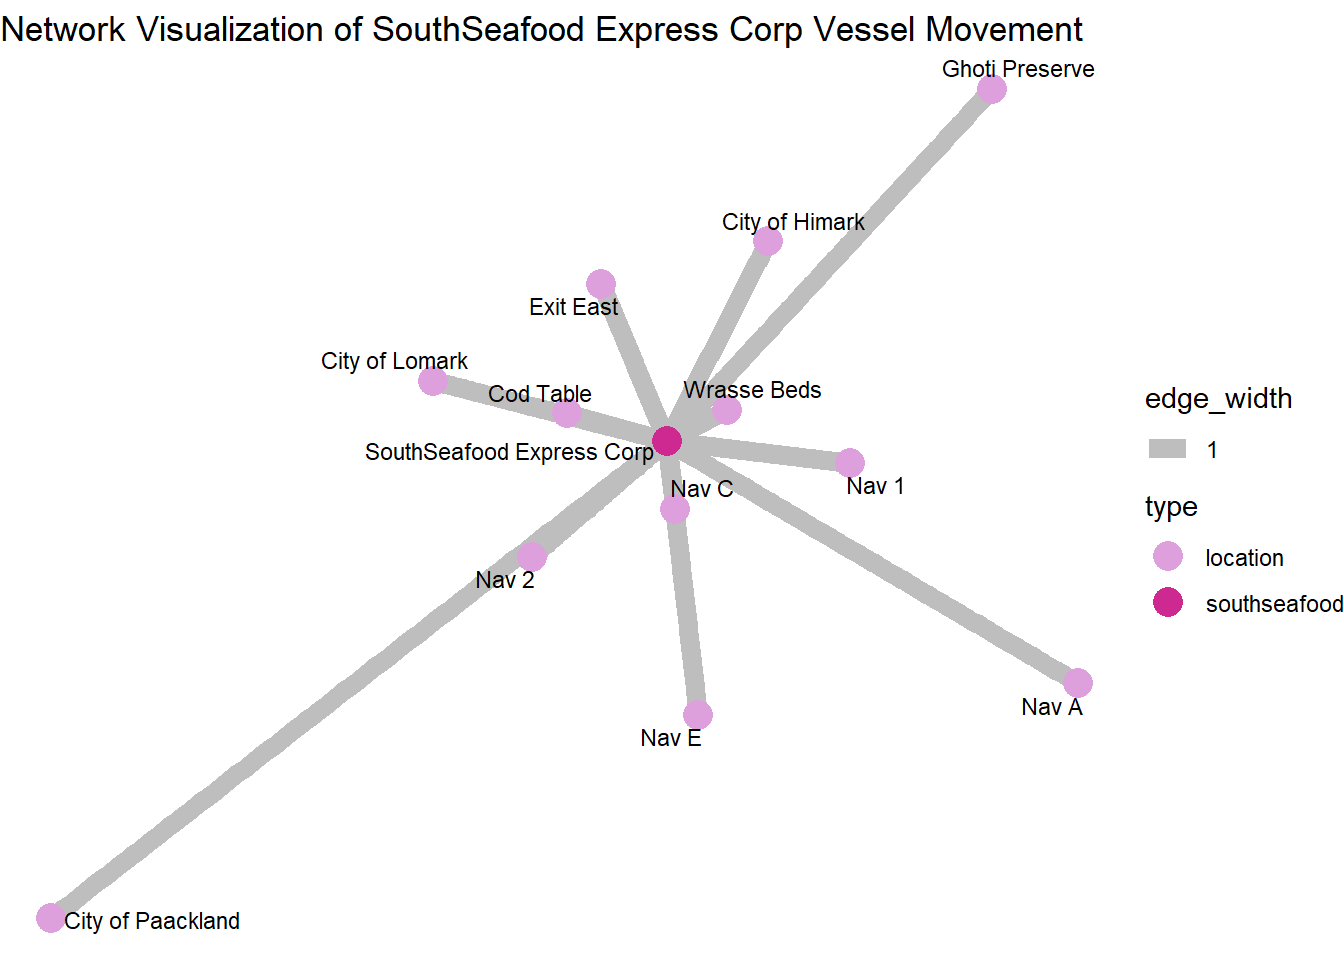 Network Visualization of SouthSeafood Express Corp Vessel Movement
Ghoti Preserve
City of Himark
Exit East
City of Lomark
Cod Table
Wrasse Beds
SouthSeafood Express Corp
Nav 1
Nav C
Nav 2
Nav A
Nav E
City of Paackland
edge_width
1
type
location
southseafood